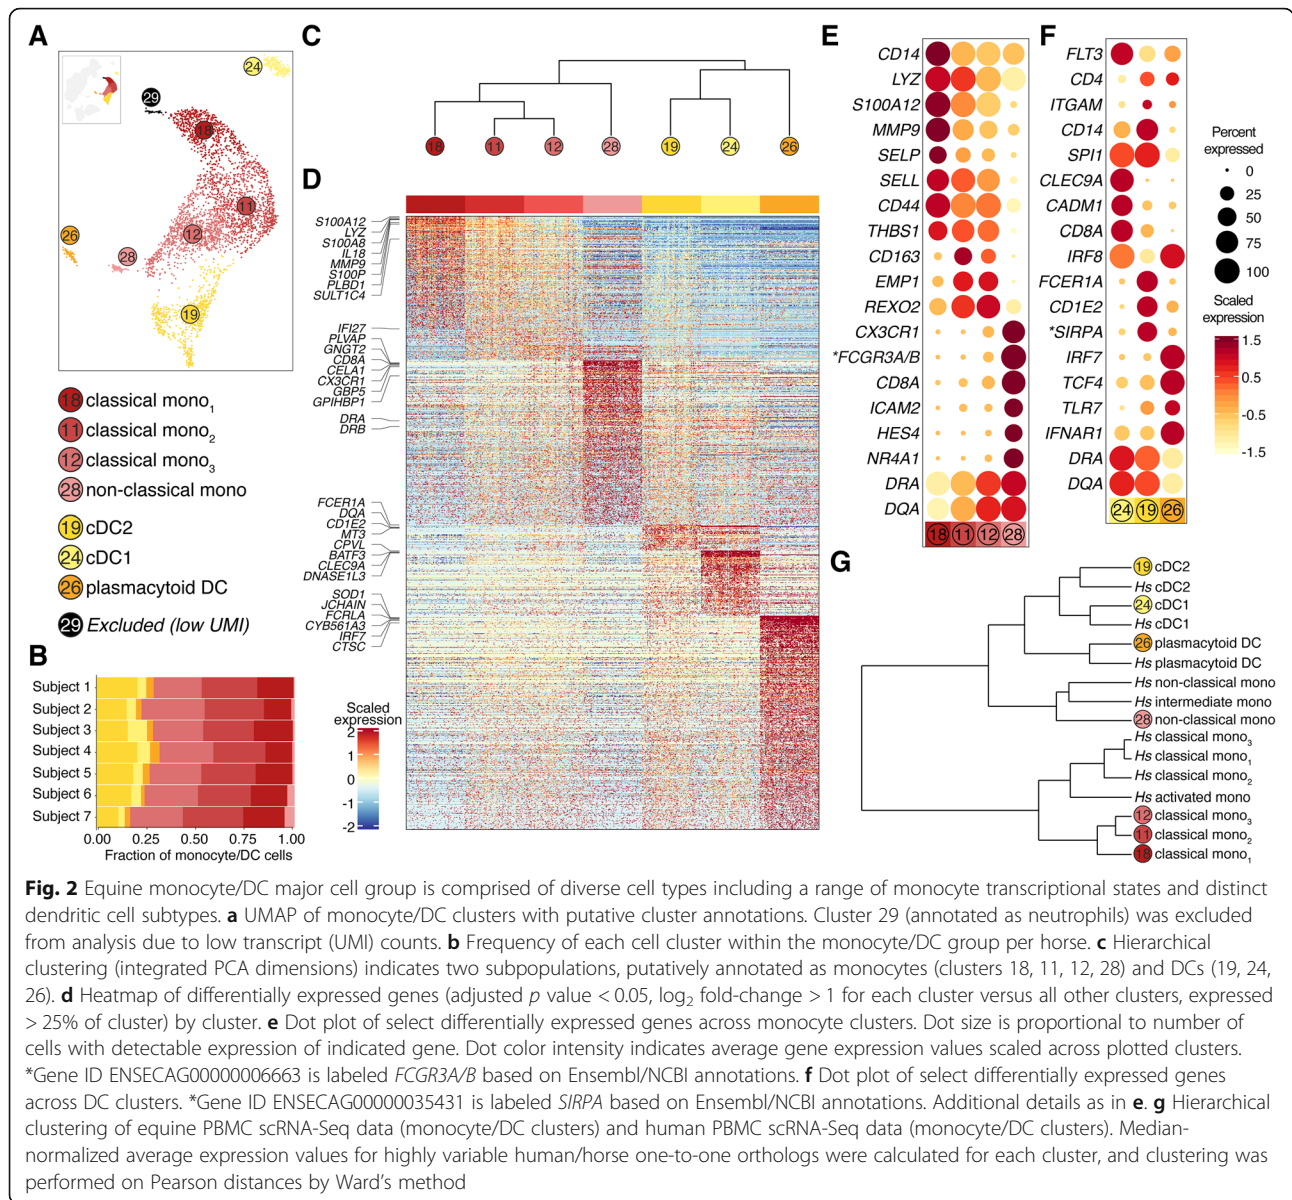 A
24
29
18
11
12
26
28
19
18 classical mono1
11 classical mono2
12 classical mono3
28 non-classical mono
19 cDC2
24 cDC1
26 plasmacytoid DC
29 Excluded (low UMI)
B
Subject 1
Subject 2
Subject 3
Subject 4
Subject 5
Subject 6
Subject 7
0.00 0.25 0.50 0.75 1.00
Fraction of monocyte/DC cells
C
18 11 12 28 19 24 26
D
S100A12
LYZ
S100A8
IL18
MMP9
S100P
PLBD1
SULT1C4
IFI27
PLVAP
GNGT2
CD8A
CELA1
CX3CR1
GBP5
GPIHBP1
DRA
DRB
FCER1A
DQA
CD1E2
MT3
CPVL
BATF3
CLEC9A
DNASE1L3
SOD1
JCHAIN
FCRLA
CYB561A3
IRF7
CTSC
Scaled
expression
2
1
0
-1
-2
E
CD14
LYZ
S100A12
MMP9
SELP
SELL
CD44
THBS1
CD163
EMP1
REXO2
CX3CR1
*FCGR3A/B
CD8A
ICAM2
HES4
NR4A1
DRA
DQA
18 11 12 28
F
FLT3
CD4
ITGAM
CD14
SPI1
CLEC9A
CADM1
CD8A
IRF8
FCER1A
CD1E2
*SIRPA
IRF7
TCF4
TLR7
IFNAR1
DRA
DQA
24 19 26
Percent
expressed
0
25
50
75
100
Scaled
expression
1.5
0.5
-0.5
-1.5
G
19 cDC2
Hs cDC2
24 cDC1
Hs cDC1
26 plasmacytoid DC
Hs plasmacytoid DC
Hs non-classical mono
Hs intermediate mono
28 non-classical mono
Hs classical mono3
Hs classical mono1
Hs classical mono2
Hs activated mono
12 classical mono3
11 classical mono2
18 classical mono1
Fig. 2 Equine monocyte/DC major cell group is comprised of diverse cell types including a range of monocyte transcriptional states and distinct
dendritic cell subtypes. a UMAP of monocyte/DC clusters with putative cluster annotations. Cluster 29 (annotated as neutrophils) was excluded
from analysis due to low transcript (UMI) counts. b Frequency of each cell cluster within the monocyte/DC group per horse. c Hierarchical
clustering (integrated PCA dimensions) indicates two subpopulations, putatively annotated as monocytes (clusters 18, 11, 12, 28) and DCs (19, 24,
26). d Heatmap of differentially expressed genes (adjusted p value < 0.05, log2 fold-change > 1 for each cluster versus all other clusters, expressed
> 25% of cluster) by cluster. e Dot plot of select differentially expressed genes across monocyte clusters. Dot size is proportional to number of
cells with detectable expression of indicated gene. Dot color intensity indicates average gene expression values scaled across plotted clusters.
*Gene ID ENSECAG00000006663 is labeled FCGR3A/B based on Ensembl/NCBI annotations. f Dot plot of select differentially expressed genes
across DC clusters. *Gene ID ENSECAG00000035431 is labeled SIRPA based on Ensembl/NCBI annotations. Additional details as in e. g Hierarchical
clustering of equine PBMC scRNA-Seq data (monocyte/DC clusters) and human PBMC scRNA-Seq data (monocyte/DC clusters). Median-
normalized average expression values for highly variable human/horse one-to-one orthologs were calculated for each cluster, and clustering was
performed on Pearson distances by Ward's method